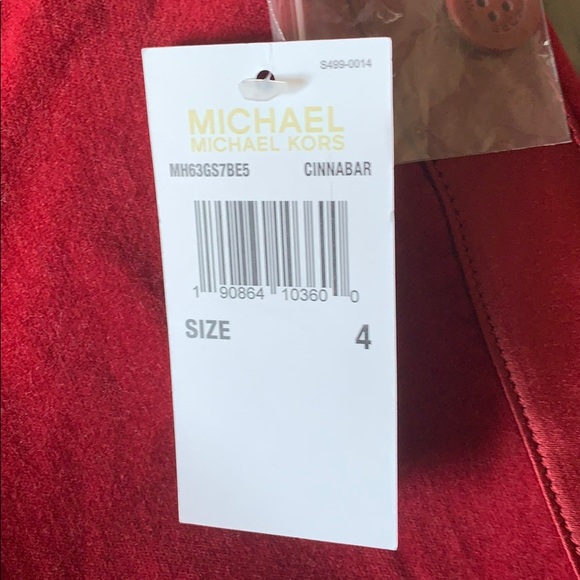 S499-0014
MICHAEL
MICHAEL KORS
MH63GS7BE5 CINNABAR
1 90864 10360 0
SIZE 4